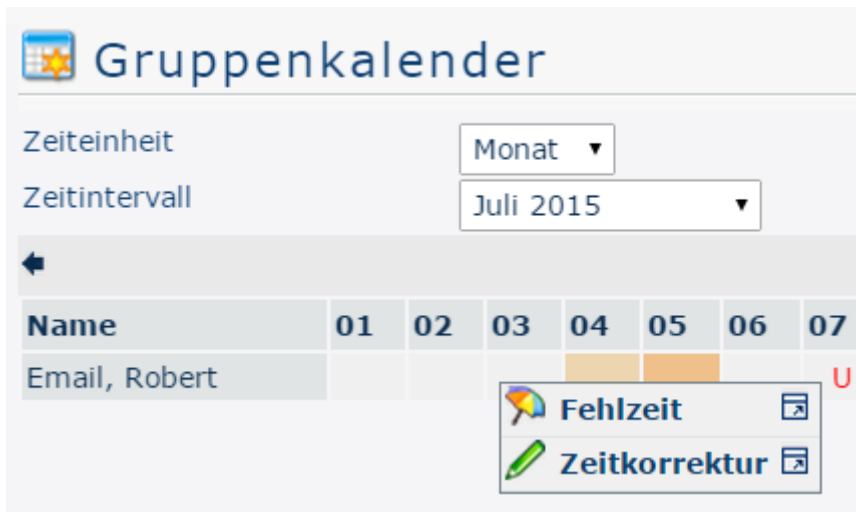 Gruppenkalender
Zeiteinheit Monat
Zeitintervall Juli 2015
Name 01 02 03 04 05 06 07
Email, Robert U
Fehlzeit
Zeitkorrektur